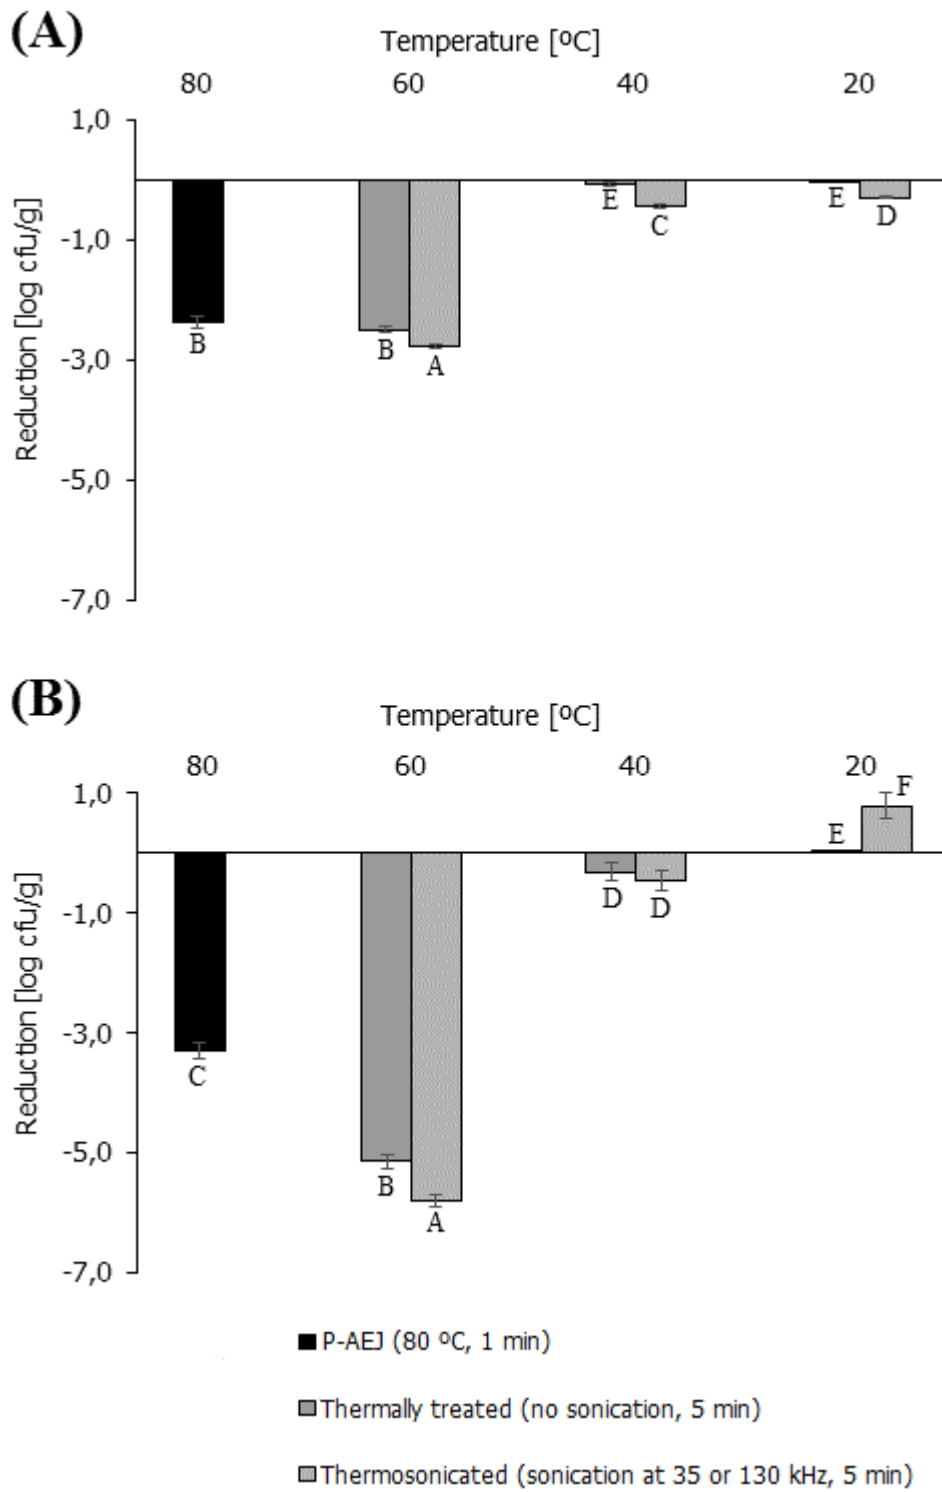 (A)
Temperature [ºC]
80 60 40 20
1,0
-1,0
-3,0
-5,0
-7,0
Reduction [log cfu/g]
B B A E C E D
(B)
Temperature [ºC]
80 60 40 20
1,0
-1,0
-3,0
-5,0
-7,0
Reduction [log cfu/g]
C B A D D E F
P-AEJ (80 ºC, 1 min)
Thermally treated (no sonication, 5 min)
Thermosonicated (sonication at 35 or 130 kHz, 5 min)